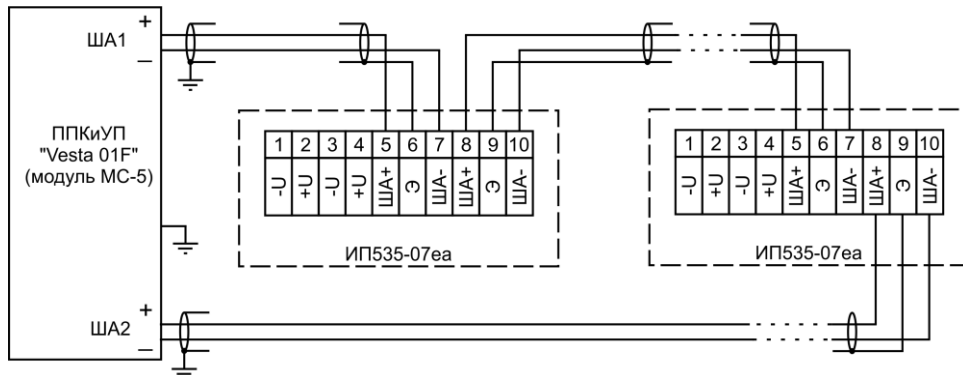 +
ША1
–
ППКиУП
"Vesta 01F"
(модуль МС-5)
1 2 3 4 5 6 7 8 9 10
-U +U -U +U ША+ Э ША- ША+ Э ША-
ИП535-07еа
1 2 3 4 5 6 7 8 9 10
-U +U -U +U ША+ Э ША- ША+ Э ША-
ИП535-07еа
+
ША2
–